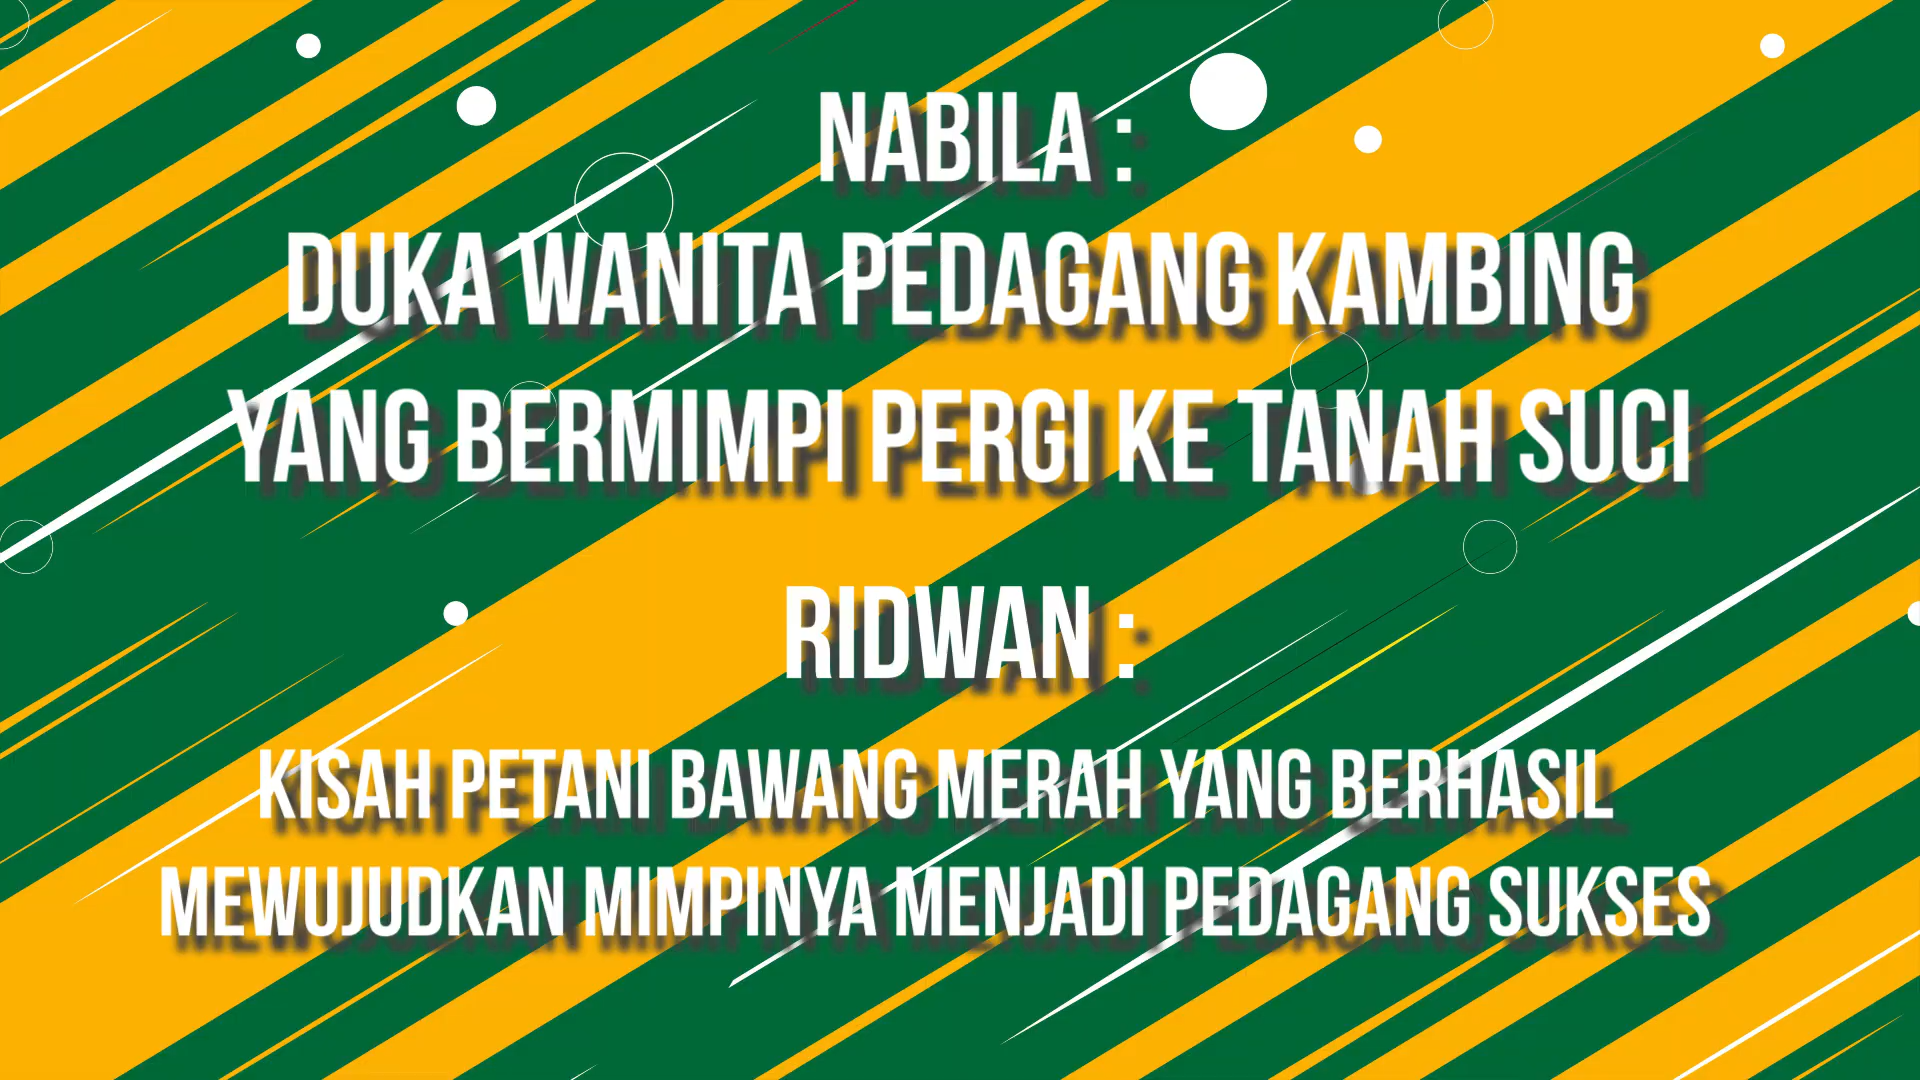 NABILA :
DUKA WANITA PEDAGANG KAMBING
YANG BERMIMPI PERGI KE TANAH SUCI
RIDWAN :
KISAH PETANI BAWANG MERAH YANG BERHASIL
MEWUJUDKAN MIMPINYA MENJADI PEDAGANG SUKSES